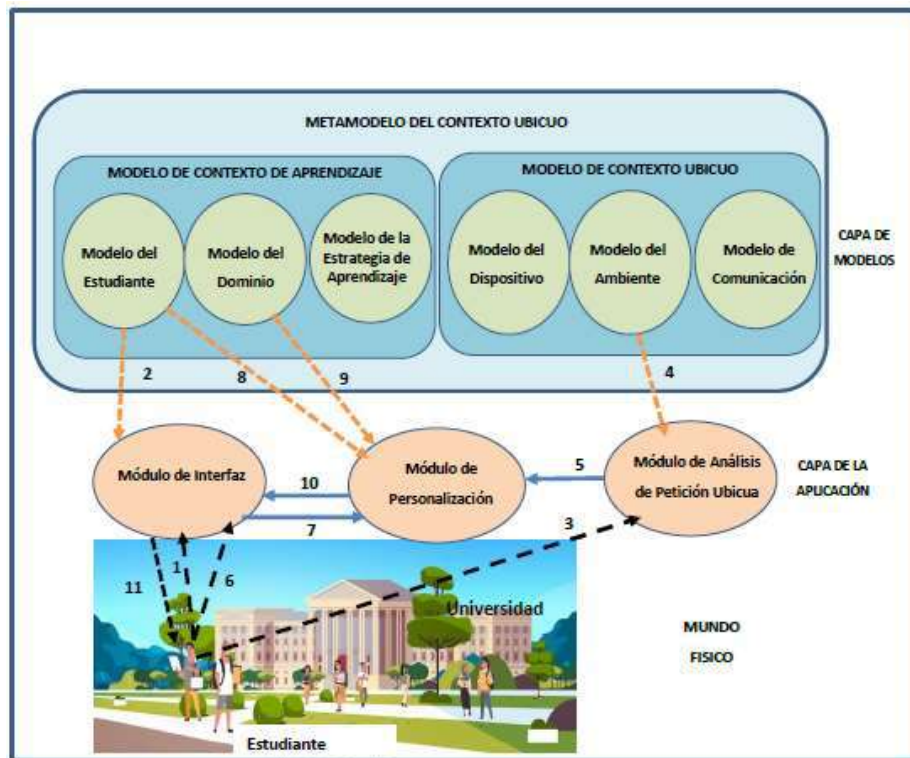 METAMODELO DEL CONTEXTO UBICUO
MODELO DE CONTEXTO DE APRENDIZAJE
MODELO DE CONTEXTO UBICUO
Modelo del
Estudiante
Modelo del
Dominio
Modelo de la
Estrategia de
Aprendizaje
Modelo del
Dispositivo
Modelo del
Ambiente
Modelo de
Comunicación
CAPA DE
MODELOS
2
8
9
4
Módulo de Interfaz
10
7
Módulo de
Personalización
5
Módulo de Análisis
de Petición Ubicua
CAPA DE LA
APLICACIÓN
3
11
1
6
Universidad
MUNDO
FISICO
Estudiante